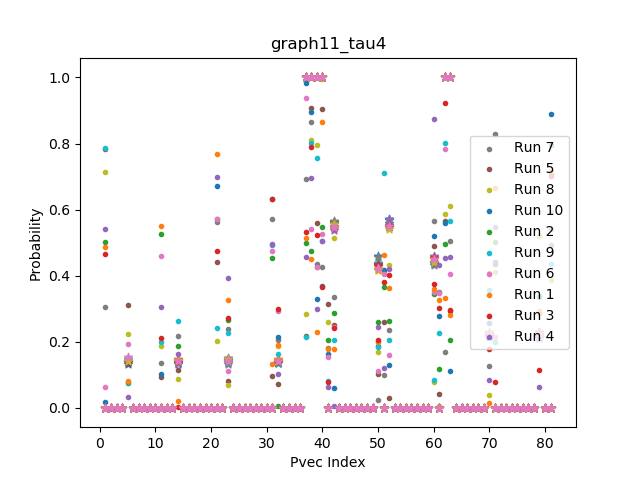 graph11_tau4
1.0
0.8
0.6
0.4
0.2
0.0
Probability
0
10
20
30
40
50
60
70
80
Pvec Index
Run 7
Run 5
Run 8
Run 10
Run 2
Run 9
Run 6
Run 1
Run 3
Run 4